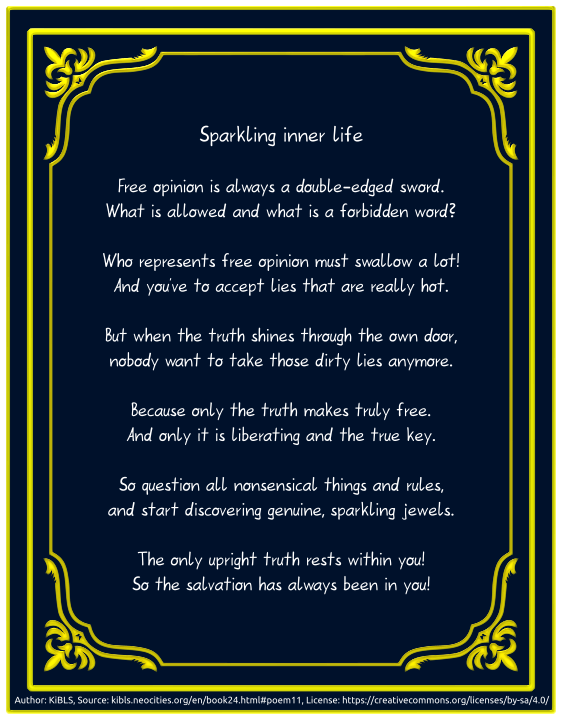 Sparkling inner life
Free opinion is always a double-edged sword.
What is allowed and what is a forbidden word?
Who represents free opinion must swallow a lot!
And you've to accept lies that are really hot.
But when the truth shines through the own door,
nobody want to take those dirty lies anymore.
Because only the truth makes truly free.
And only it is liberating and the true key.
So question all nonsensical things and rules,
and start discovering genuine, sparkling jewels.
The only upright truth rests within you!
So the salvation has always been in you!
Author: KiBLS, Source: kibls.neocities.org/en/book24.html#poem11, License: https://creativecommons.org/licenses/by-sa/4.0/